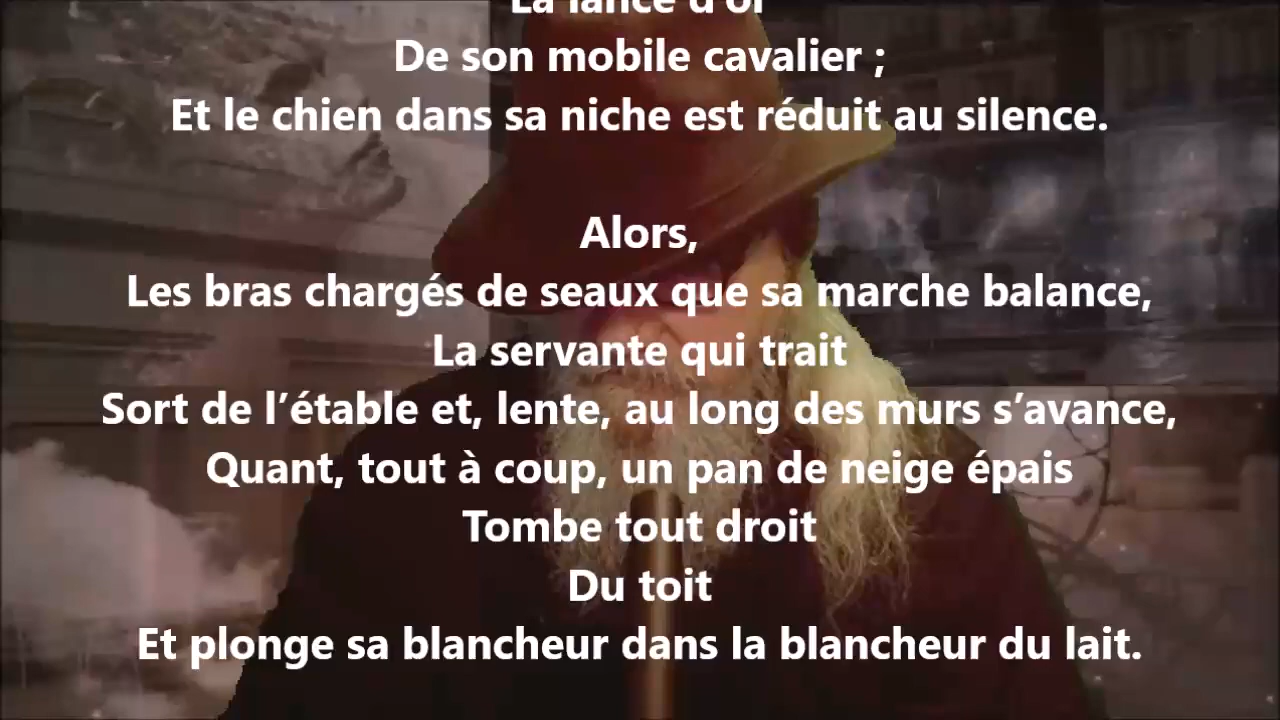 La lance d'or
De son mobile cavalier ;
Et le chien dans sa niche est réduit au silence.
Alors,
Les bras chargés de seaux que sa marche balance,
La servante qui trait
Sort de l’étable et, lente, au long des murs s’avance,
Quant, tout à coup, un pan de neige épais
Tombe tout droit
Du toit
Et plonge sa blancheur dans la blancheur du lait.